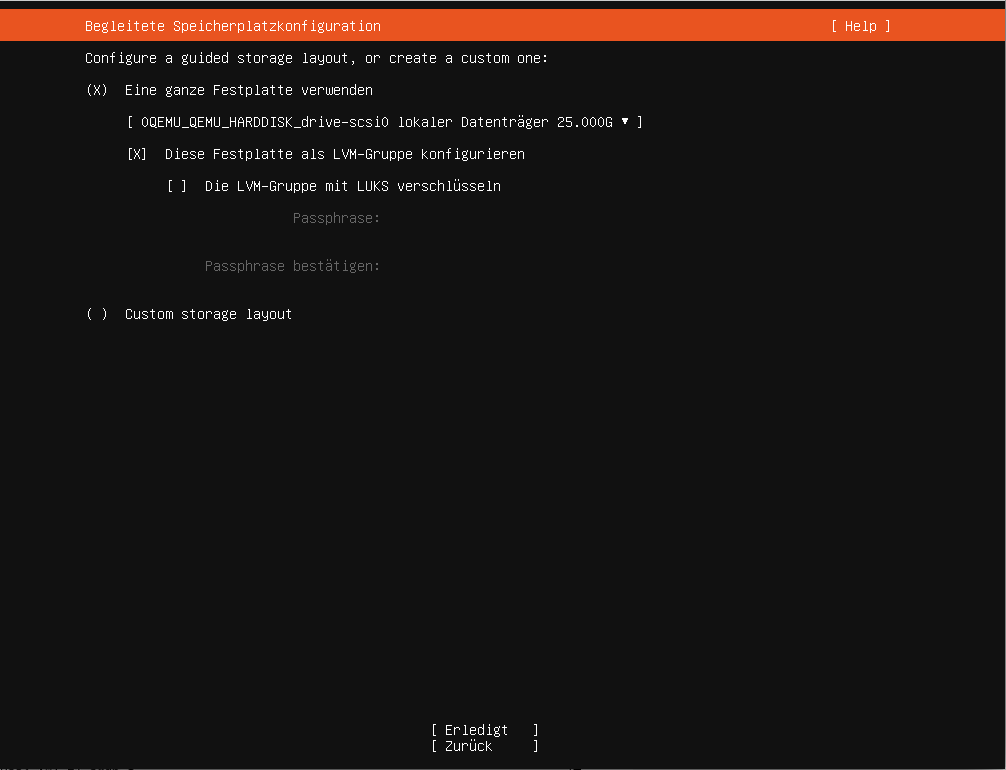 Begleitete Speicherplatzkonfiguration [ Help ]
Configure a guided storage layout, or create a custom one:
(X) Eine ganze Festplatte verwenden
[ 0QEMU_QEMU_HARDDISK_drive-scsi0 lokaler Datenträger 25.000G ▾ ]
[X] Diese Festplatte als LVM-Gruppe konfigurieren
[ ] Die LVM-Gruppe mit LUKS verschlüsseln
Passphrase:
Passphrase bestätigen:
( ) Custom storage layout
[ Erledigt ]
[ Zurück ]